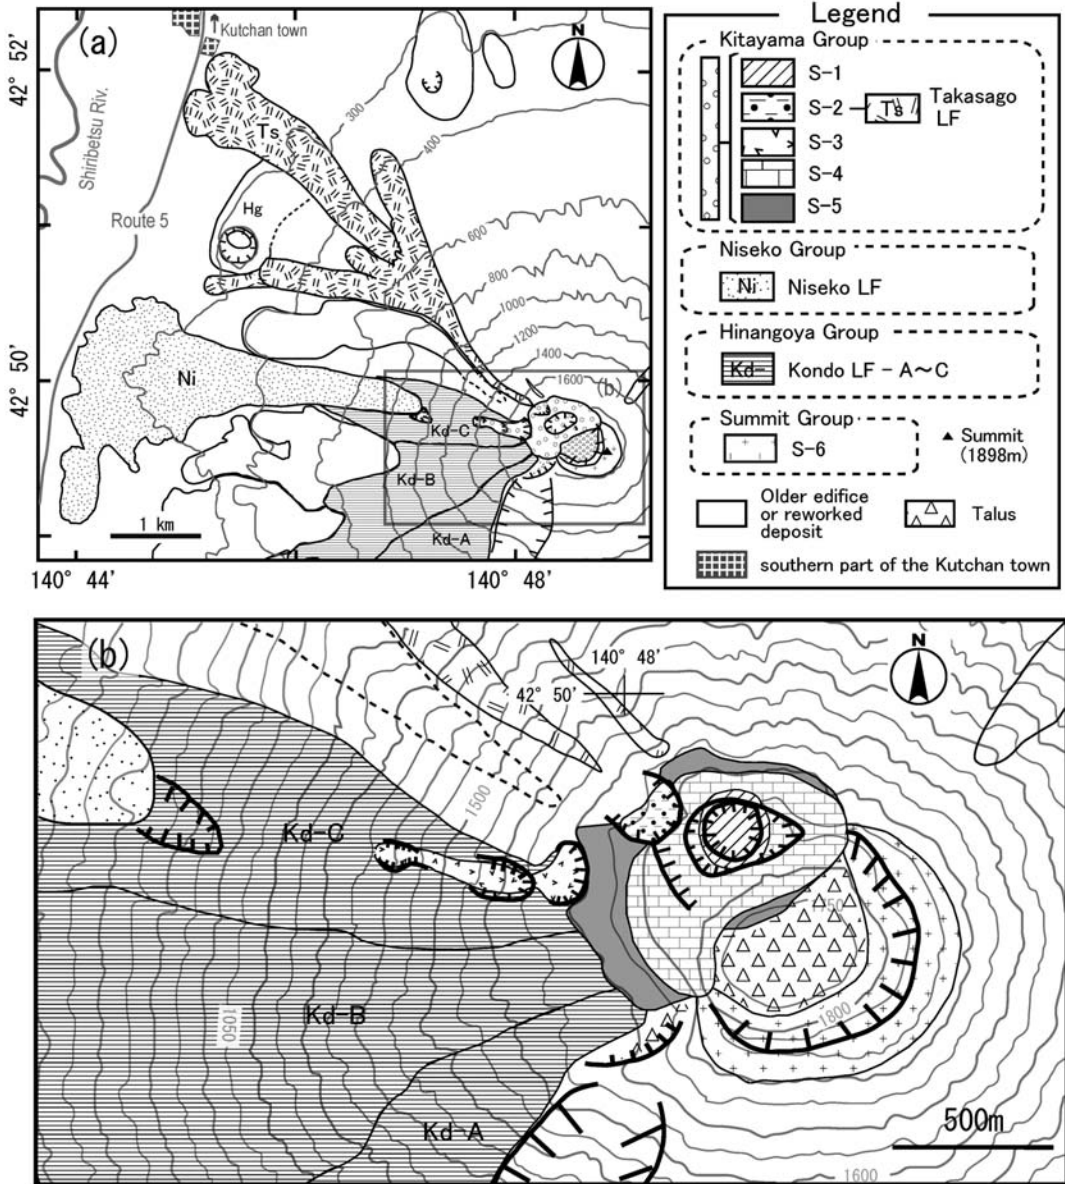 (a)
Kutchan town
N
Shiribetsu Riv.
Route 5
Ts
Hg
Ni
S
Kd-C
Kd-B
Kd-A
(b)
300
400
600
800
1000
1200
1400
1600
1 km
42° 52′
42° 50′
140° 44′
140° 48′
Legend
Kitayama Group
S-1
S-2
Ts
Takasago
LF
S-3
S-4
S-5
Niseko Group
Ni
Niseko LF
Hinangoya Group
Kd-
Kondo LF - A～C
Summit Group
S-6
▲ Summit
(1898m)
Older edifice
or reworked
deposit
Talus
southern part of the Kutchan town
(b)
140° 48′
42° 50′
N
1500
Kd-C
1750
Kd-B
1050
1800
Kd-A
500m
1600